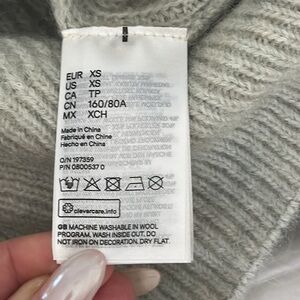 EUR XS
US XS
CA TP
CN 160/80A
MX XCH
Made in China
Fabriqué en Chine
Hecho en China
O/N 197359
P/N 0800537 0
clevercare.info
GB MACHINE WASHABLE IN WOOL
PROGRAM. WASH INSIDE OUT. DO
NOT IRON ON DECORATION. DRY FLAT.